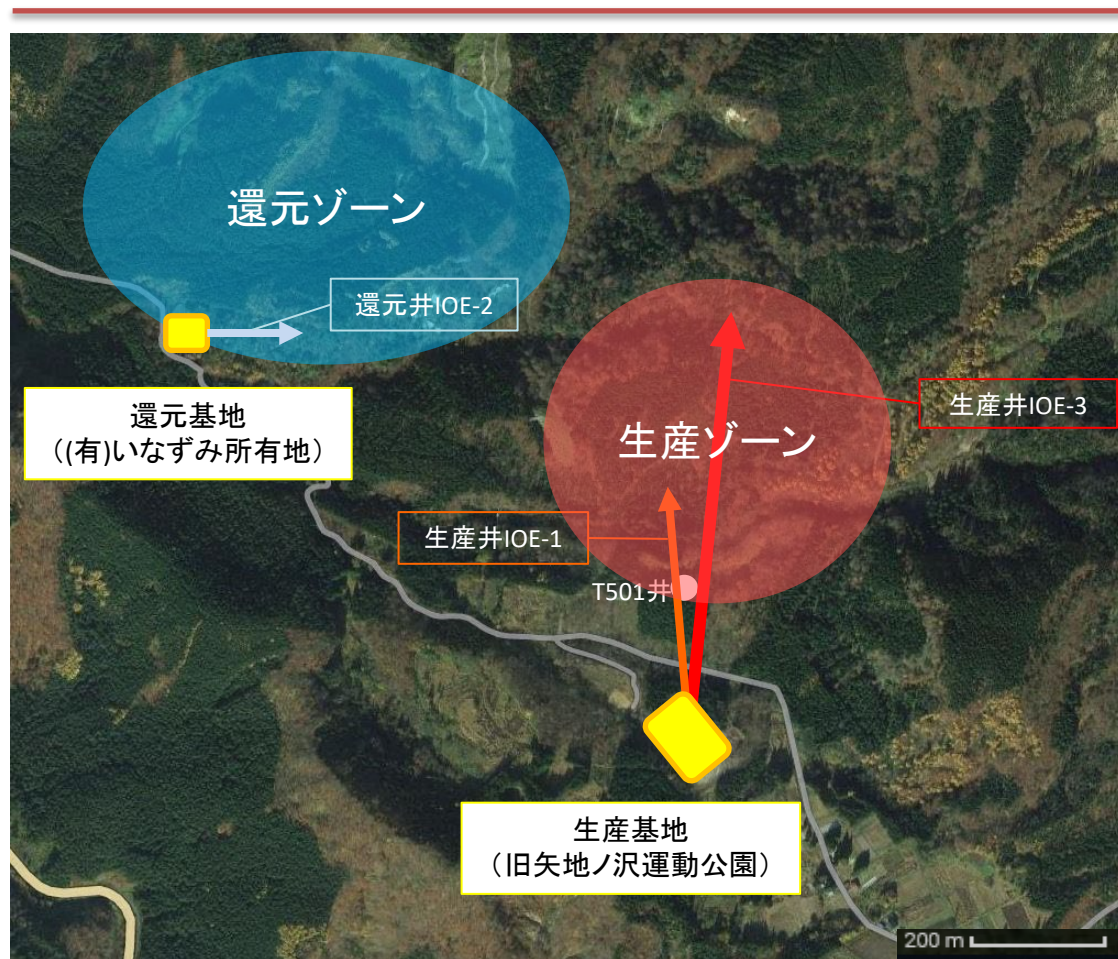 還元ゾーン
還元井IOE-2
還元基地
((有)いなずみ所有地)
生産井IOE-3
生産ゾーン
生産井IOE-1
T501井
生産基地
(旧矢地ノ沢運動公園)
200 m